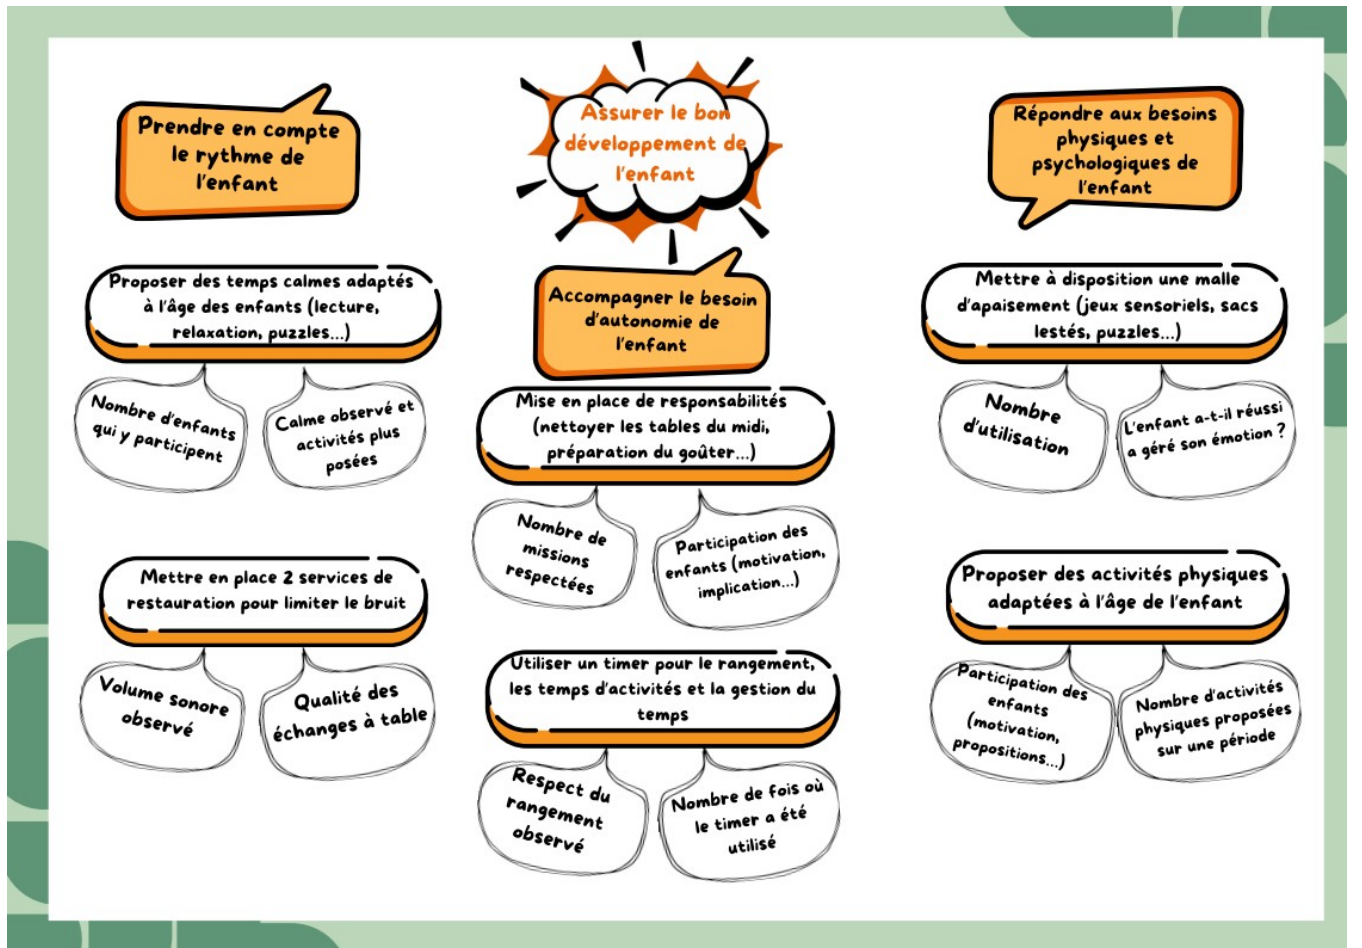 Assurer le bon
développement de
l'enfant
Prendre en compte
le rythme de
l'enfant
Proposer des temps calmes adaptés
à l'âge des enfants (lecture,
relaxation, puzzles...)
Nombre d'enfants
qui y participent
Calme observé et
activités plus
posées
Mettre en place 2 services de
restauration pour limiter le bruit
Volume sonore
observé
Qualité des
échanges à table
Accompagner le besoin
d'autonomie de
l'enfant
Mise en place de responsabilités
(nettoyer les tables du midi,
préparation du goûter...)
Nombre de
missions
respectées
Participation des
enfants (motivation,
implication...)
Utiliser un timer pour le rangement,
les temps d'activités et la gestion du
temps
Respect du
rangement
observé
Nombre de fois où
le timer a été
utilisé
Répondre aux besoins
physiques et
psychologiques de
l'enfant
Mettre à disposition une malle
d'apaisement (jeux sensoriels, sacs
lestés, puzzles...)
Nombre
d'utilisation
L'enfant a-t-il réussi
a géré son émotion ?
Proposer des activités physiques
adaptées à l'âge de l'enfant
Participation des
enfants
(motivation,
propositions...)
Nombre d'activités
physiques proposées
sur une période